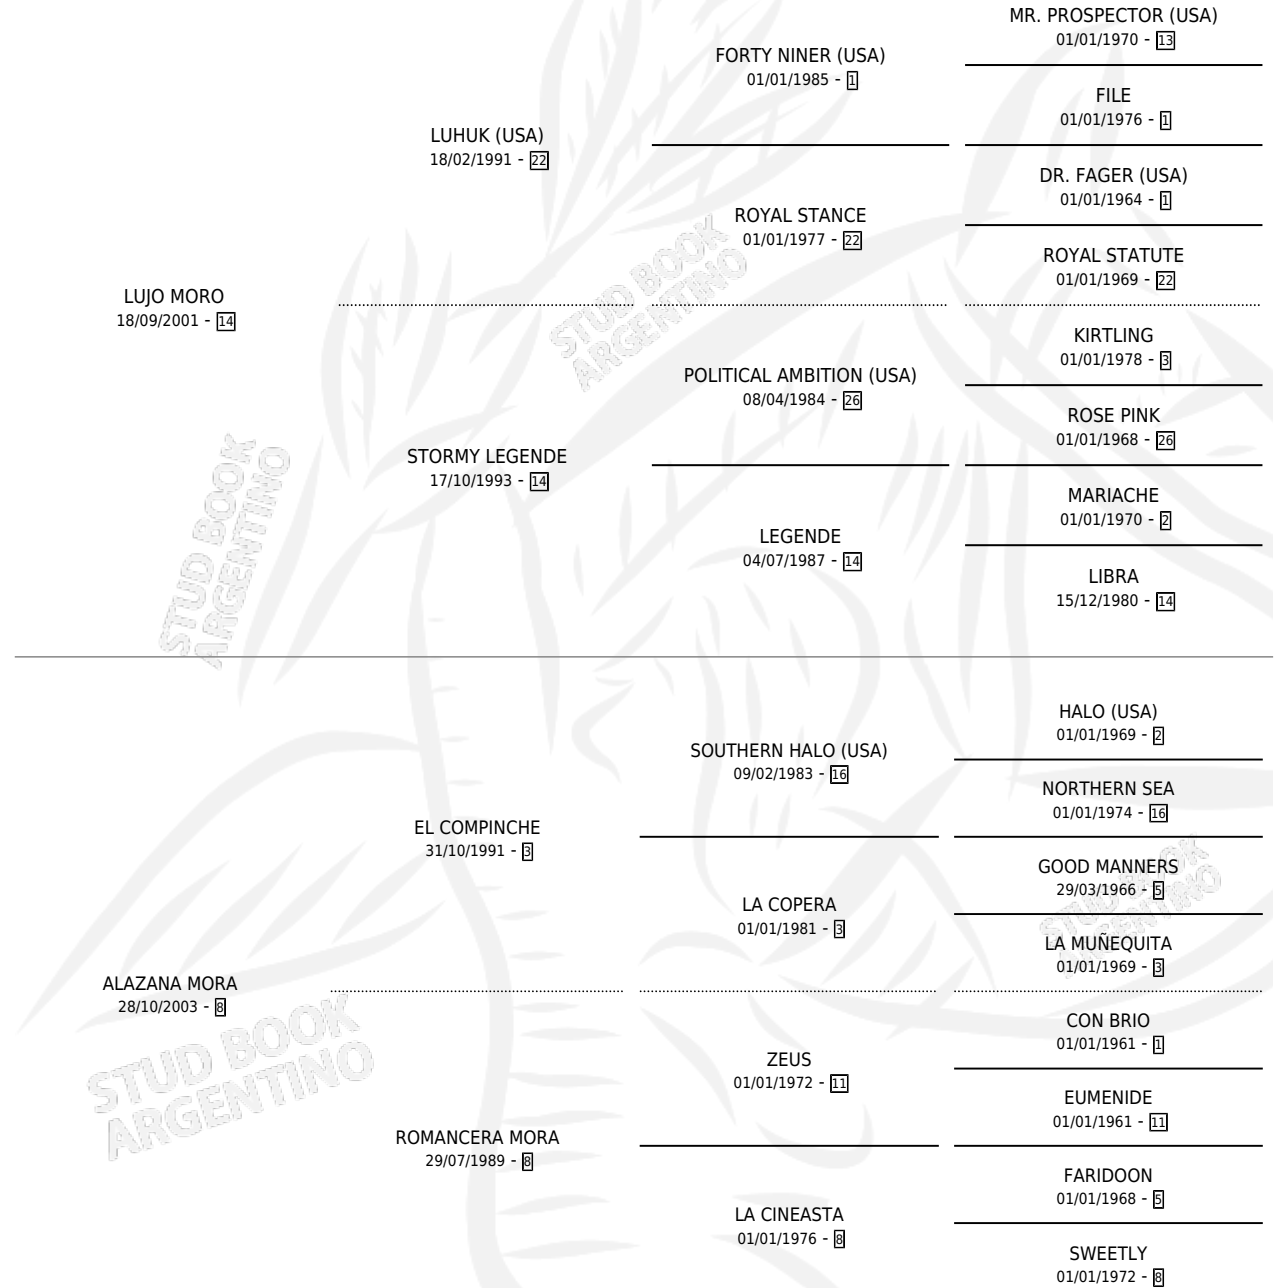 MR. PROSPECTOR (USA)
01/01/1970 - 13
FORTY NINER (USA)
01/01/1985 - 1
FILE
01/01/1976 - 1
LUHUK (USA)
18/02/1991 - 22
DR. FAGER (USA)
01/01/1964 - 1
ROYAL STANCE
01/01/1977 - 22
ROYAL STATUTE
01/01/1969 - 22
LUJO MORO
18/09/2001 - 14
STUD BOOK
ARGENTINO
KIRTLING
01/01/1978 - 3
POLITICAL AMBITION (USA)
08/04/1984 - 26
ROSE PINK
01/01/1968 - 26
STORMY LEGENDE
17/10/1993 - 14
MARIACHE
01/01/1970 - 2
LEGENDE
04/07/1987 - 14
LIBRA
15/12/1980 - 14
STUD BOOK
ARGENTINO
HALO (USA)
01/01/1969 - 2
SOUTHERN HALO (USA)
09/02/1983 - 16
NORTHERN SEA
01/01/1974 - 16
EL COMPINCHE
31/10/1991 - 3
GOOD MANNERS
29/03/1966 - 5
LA COPERA
01/01/1981 - 3
LA MUÑEQUITA
01/01/1969 - 3
STUD BOOK
ARGENTINO
ALAZANA MORA
28/10/2003 - 8
CON BRIO
01/01/1961 - 1
ZEUS
01/01/1972 - 11
EUMENIDE
01/01/1961 - 11
STUD BOOK
ARGENTINO
ROMANCERA MORA
29/07/1989 - 8
FARIDOON
01/01/1968 - 5
LA CINEASTA
01/01/1976 - 8
SWEETLY
01/01/1972 - 8